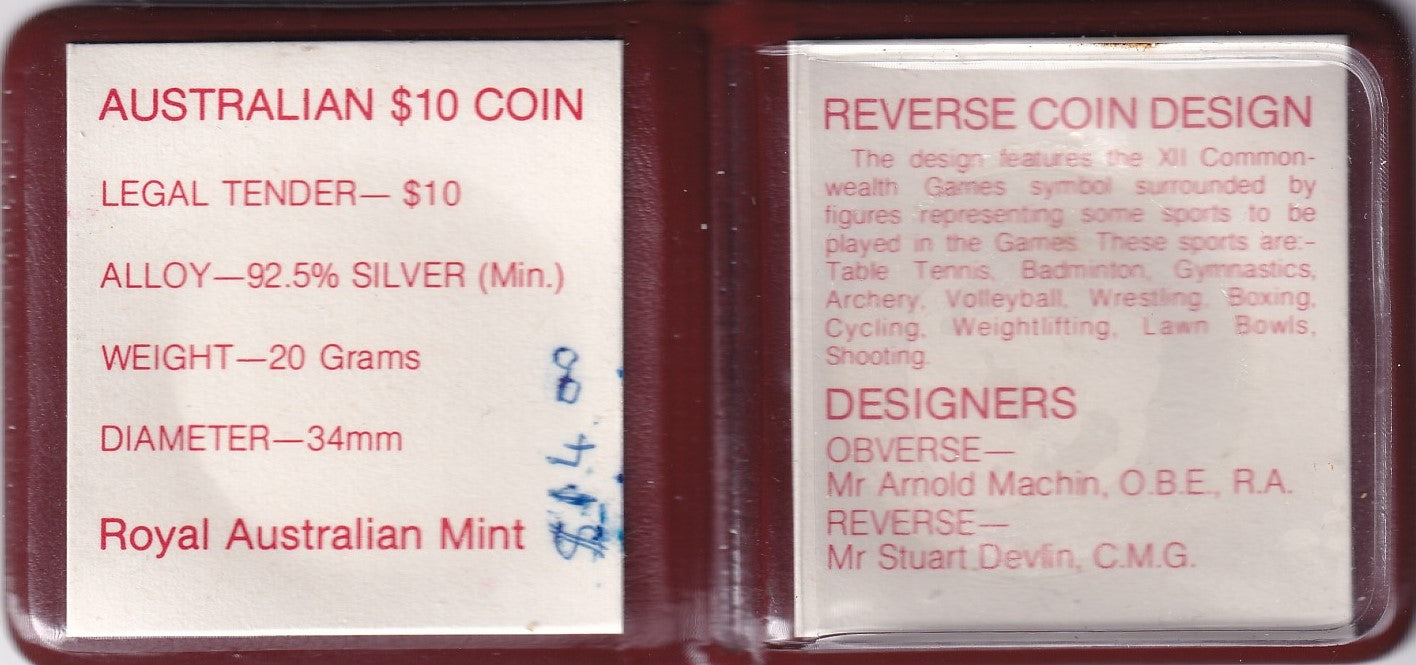 AUSTRALIAN $10 COIN
LEGAL TENDER— $10
ALLOY—92.5% SILVER (Min.)
WEIGHT—20 Grams
DIAMETER—34mm
Royal Australian Mint
REVERSE COIN DESIGN
The design features the XII Common-
wealth Games symbol surrounded by
figures representing some sports to be
played in the Games. These sports are:-
Table Tennis, Badminton, Gymnastics,
Archery, Volleyball, Wrestling, Boxing,
Cycling, Weightlifting, Lawn Bowls,
Shooting.
DESIGNERS
OBVERSE—
Mr Arnold Machin, O.B.E., R.A.
REVERSE—
Mr Stuart Devlin, C.M.G.